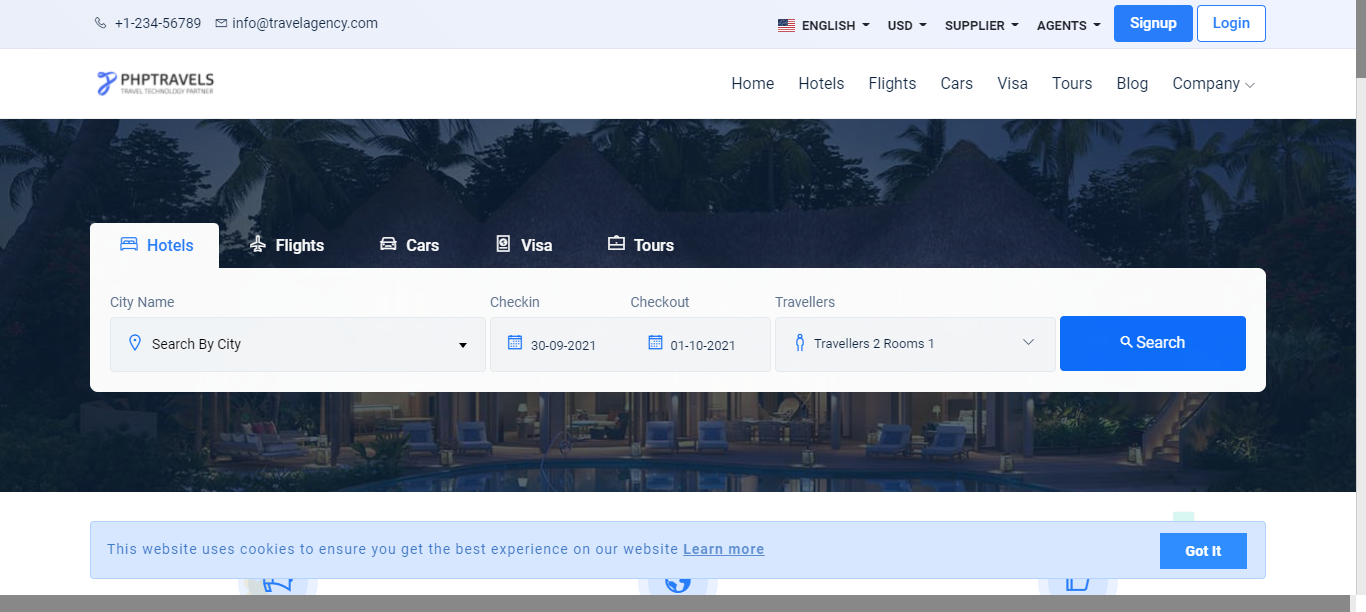 +1-234-56789 info@travelagency.com ENGLISH USD SUPPLIER AGENTS Signup Login
PHPTRAVELS
TRAVEL TECHNOLOGY PARTNER
Home Hotels Flights Cars Visa Tours Blog Company
Hotels Flights Cars Visa Tours
City Name Checkin Checkout Travellers
Search By City 30-09-2021 01-10-2021 Travellers 2 Rooms 1 Search
This website uses cookies to ensure you get the best experience on our website Learn more Got It